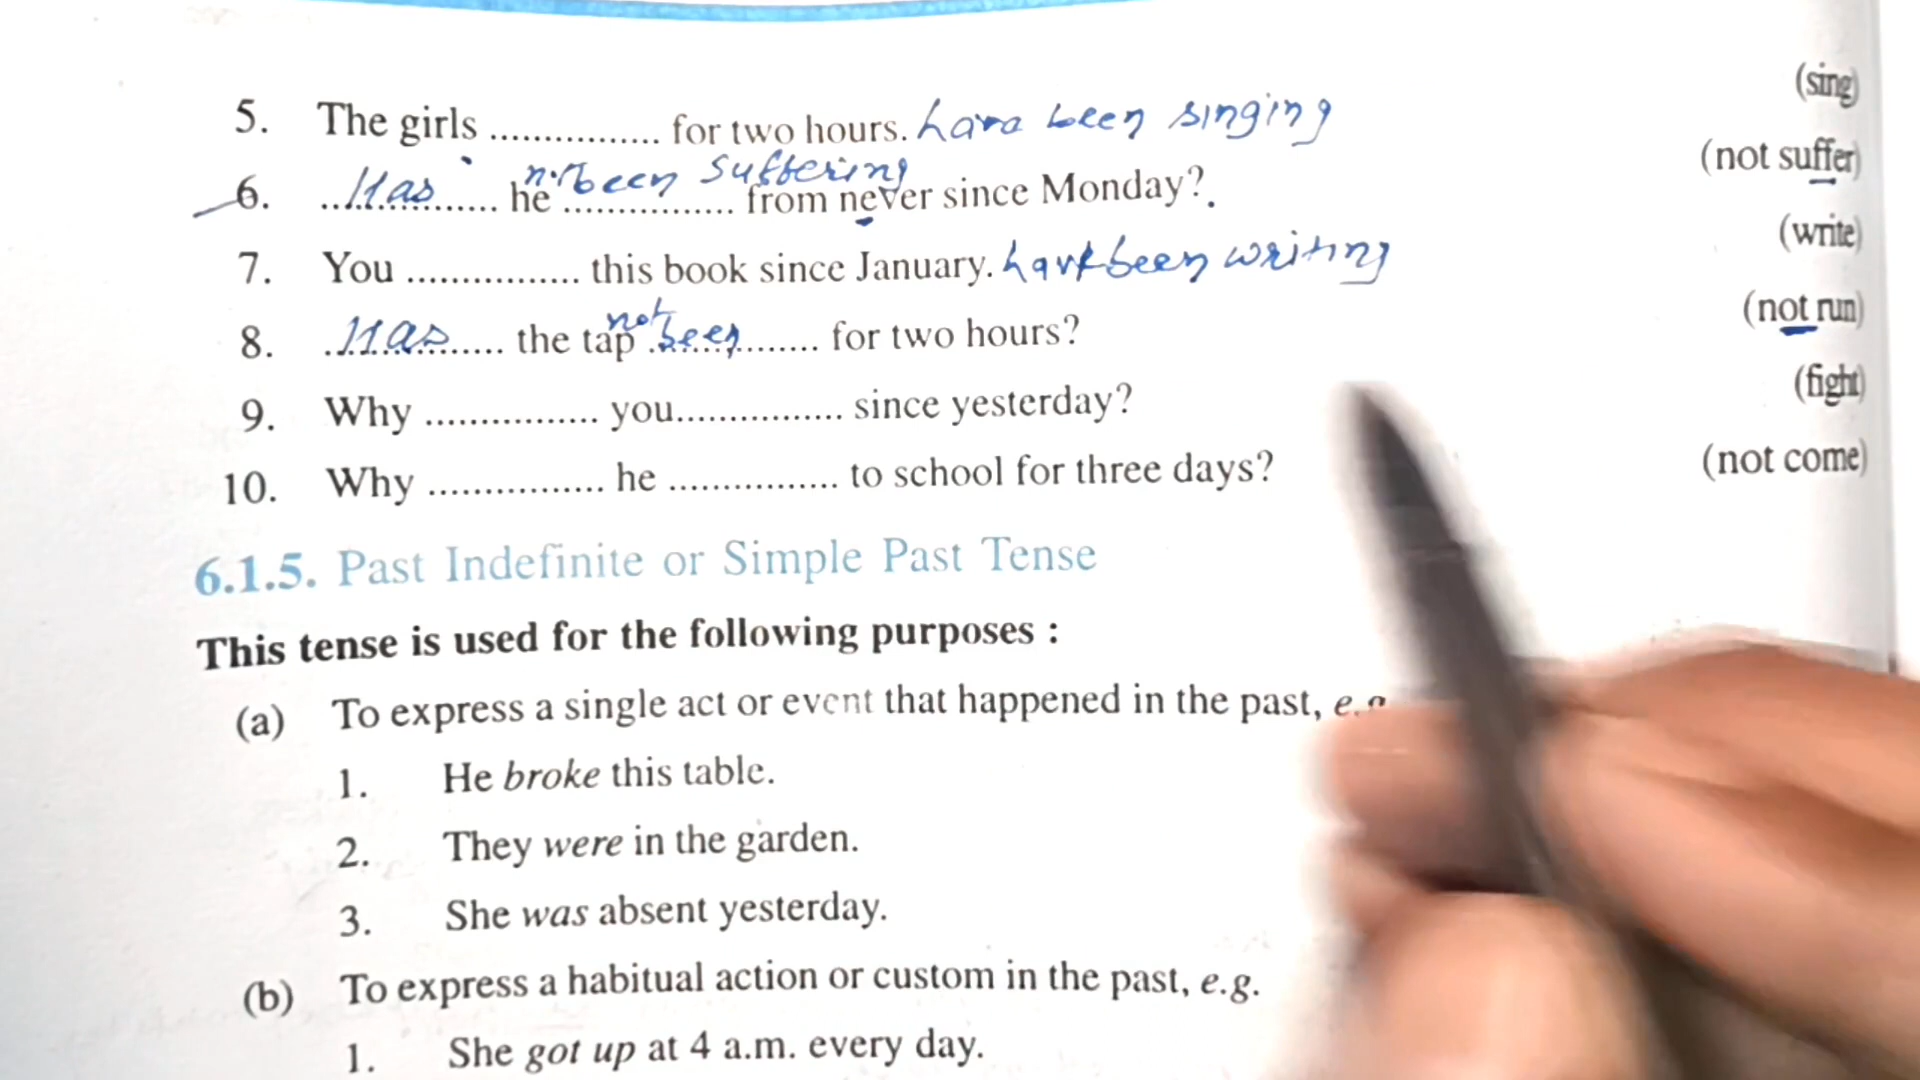 5. The girls ............... for two hours. have been singing (sing)
not been suffering
6. Has he ............... from never since Monday? (not suffer)
7. You ............... this book since January. have been writing (write)
not
8. Has the tap been ............... for two hours? (not run)
9. Why ............... you ............... since yesterday? (fight)
10. Why ............... he ............... to school for three days? (not come)
6.1.5. Past Indefinite or Simple Past Tense
This tense is used for the following purposes :
(a) To express a single act or event that happened in the past, e.g
1. He broke this table.
2. They were in the garden.
3. She was absent yesterday.
(b) To express a habitual action or custom in the past, e.g.
1. She got up at 4 a.m. every day.